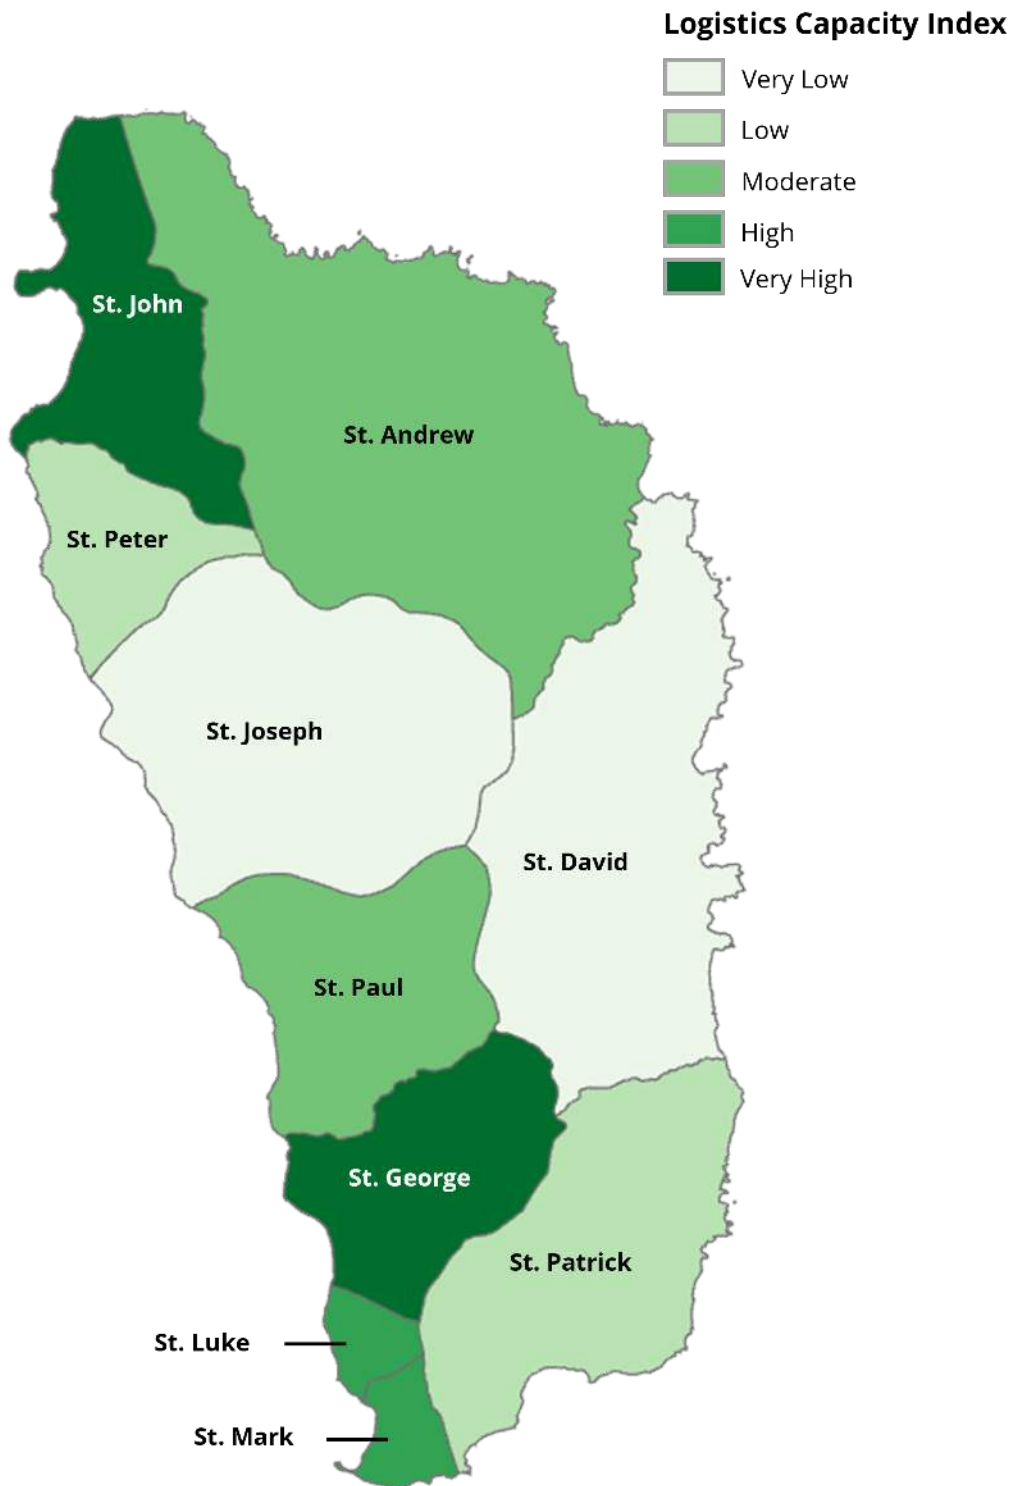 Logistics Capacity Index
Very Low
Low
Moderate
High
Very High
St. John
St. Andrew
St. Peter
St. Joseph
St. David
St. Paul
St. George
St. Patrick
St. Luke
St. Mark